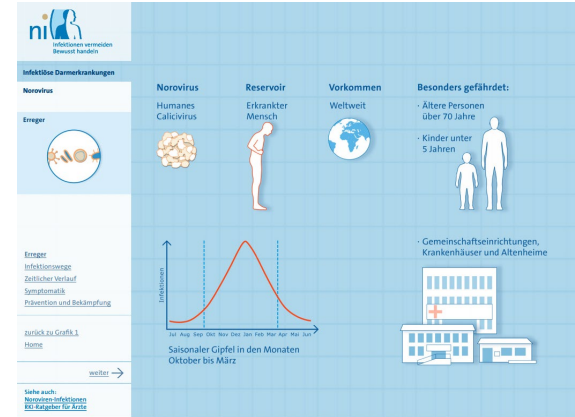 ni
Infektionen vermeiden
Bewusst handeln
Infektiöse Darmerkrankungen
Norovirus
Erreger
Erreger
Infektionswege
Zeitlicher Verlauf
Symptomatik
Prävention und Bekämpfung
zurück zu Grafik 1
Home
weiter
Siehe auch:
Noroviren-Infektionen
RKI-Ratgeber für Ärzte
Norovirus
Humanes
Calicivirus
Reservoir
Erkrankter
Mensch
Vorkommen
Weltweit
Besonders gefährdet:
· Ältere Personen
über 70 Jahre
· Kinder unter
5 Jahren
Infektionen
Jul Aug Sep Okt Nov Dez Jan Feb Mar Apr Mai Jun
Saisonaler Gipfel in den Monaten
Oktober bis März
· Gemeinschaftseinrichtungen,
Krankenhäuser und Altenheime